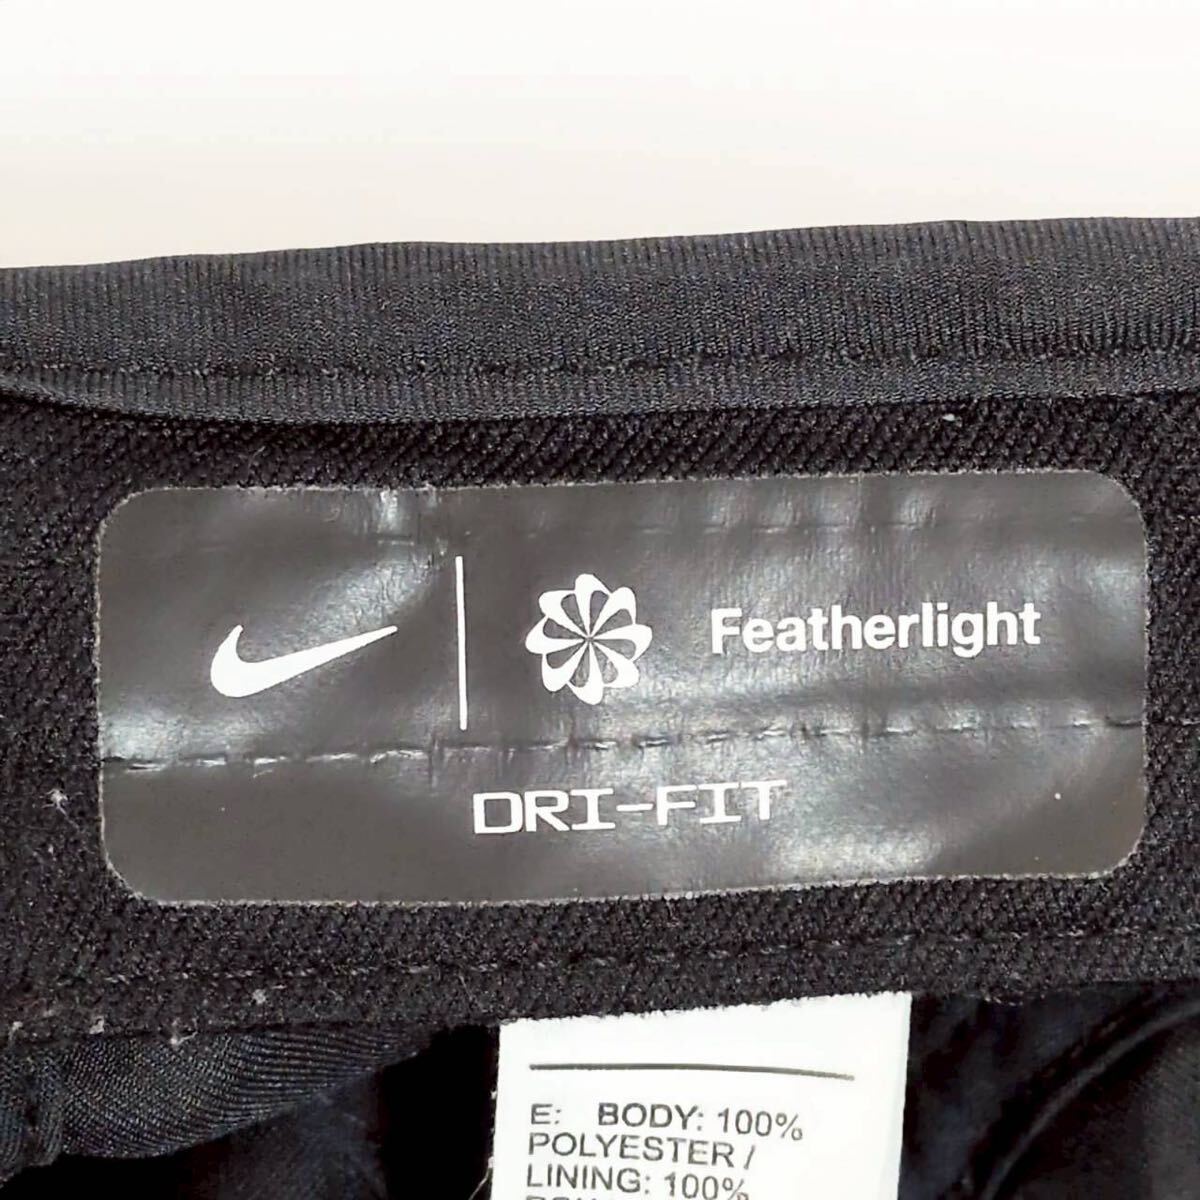 Featherlight
DRI-FIT
E: BODY: 100%
POLYESTER /
LINING: 100%